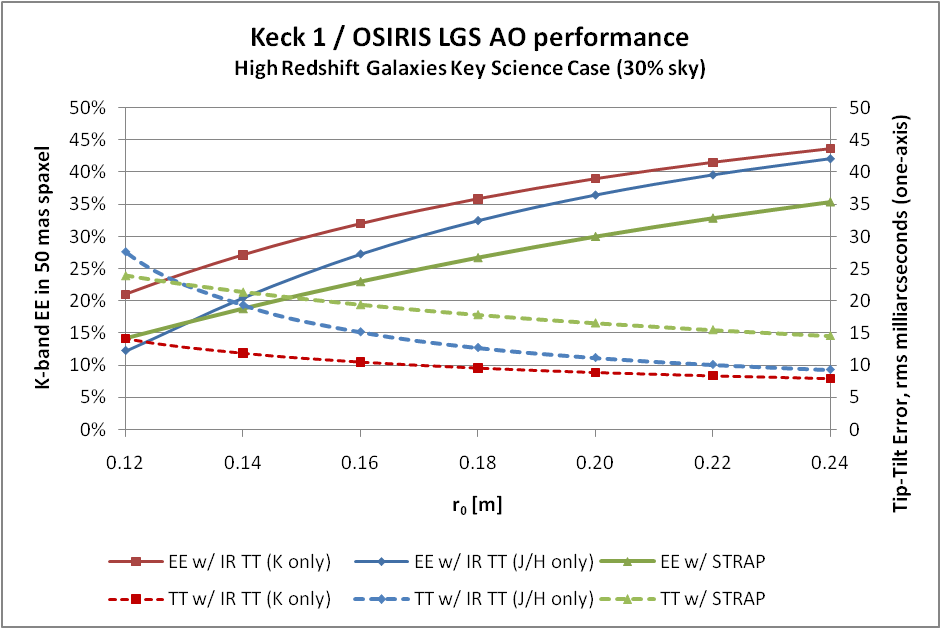 Keck 1 / OSIRIS LGS AO performance
High Redshift Galaxies Key Science Case (30% sky)
K-band EE in 50 mas spaxel
50%
45%
40%
35%
30%
25%
20%
15%
10%
5%
0%
50
45
40
35
30
25
20
15
10
5
0
Tip-Tilt Error, rms milliarcseconds (one-axis)
0.12 0.14 0.16 0.18 0.20 0.22 0.24
r₀ [m]
EE w/ IR TT (K only) EE w/ IR TT (J/H only) EE w/ STRAP
TT w/ IR TT (K only) TT w/ IR TT (J/H only) TT w/ STRAP